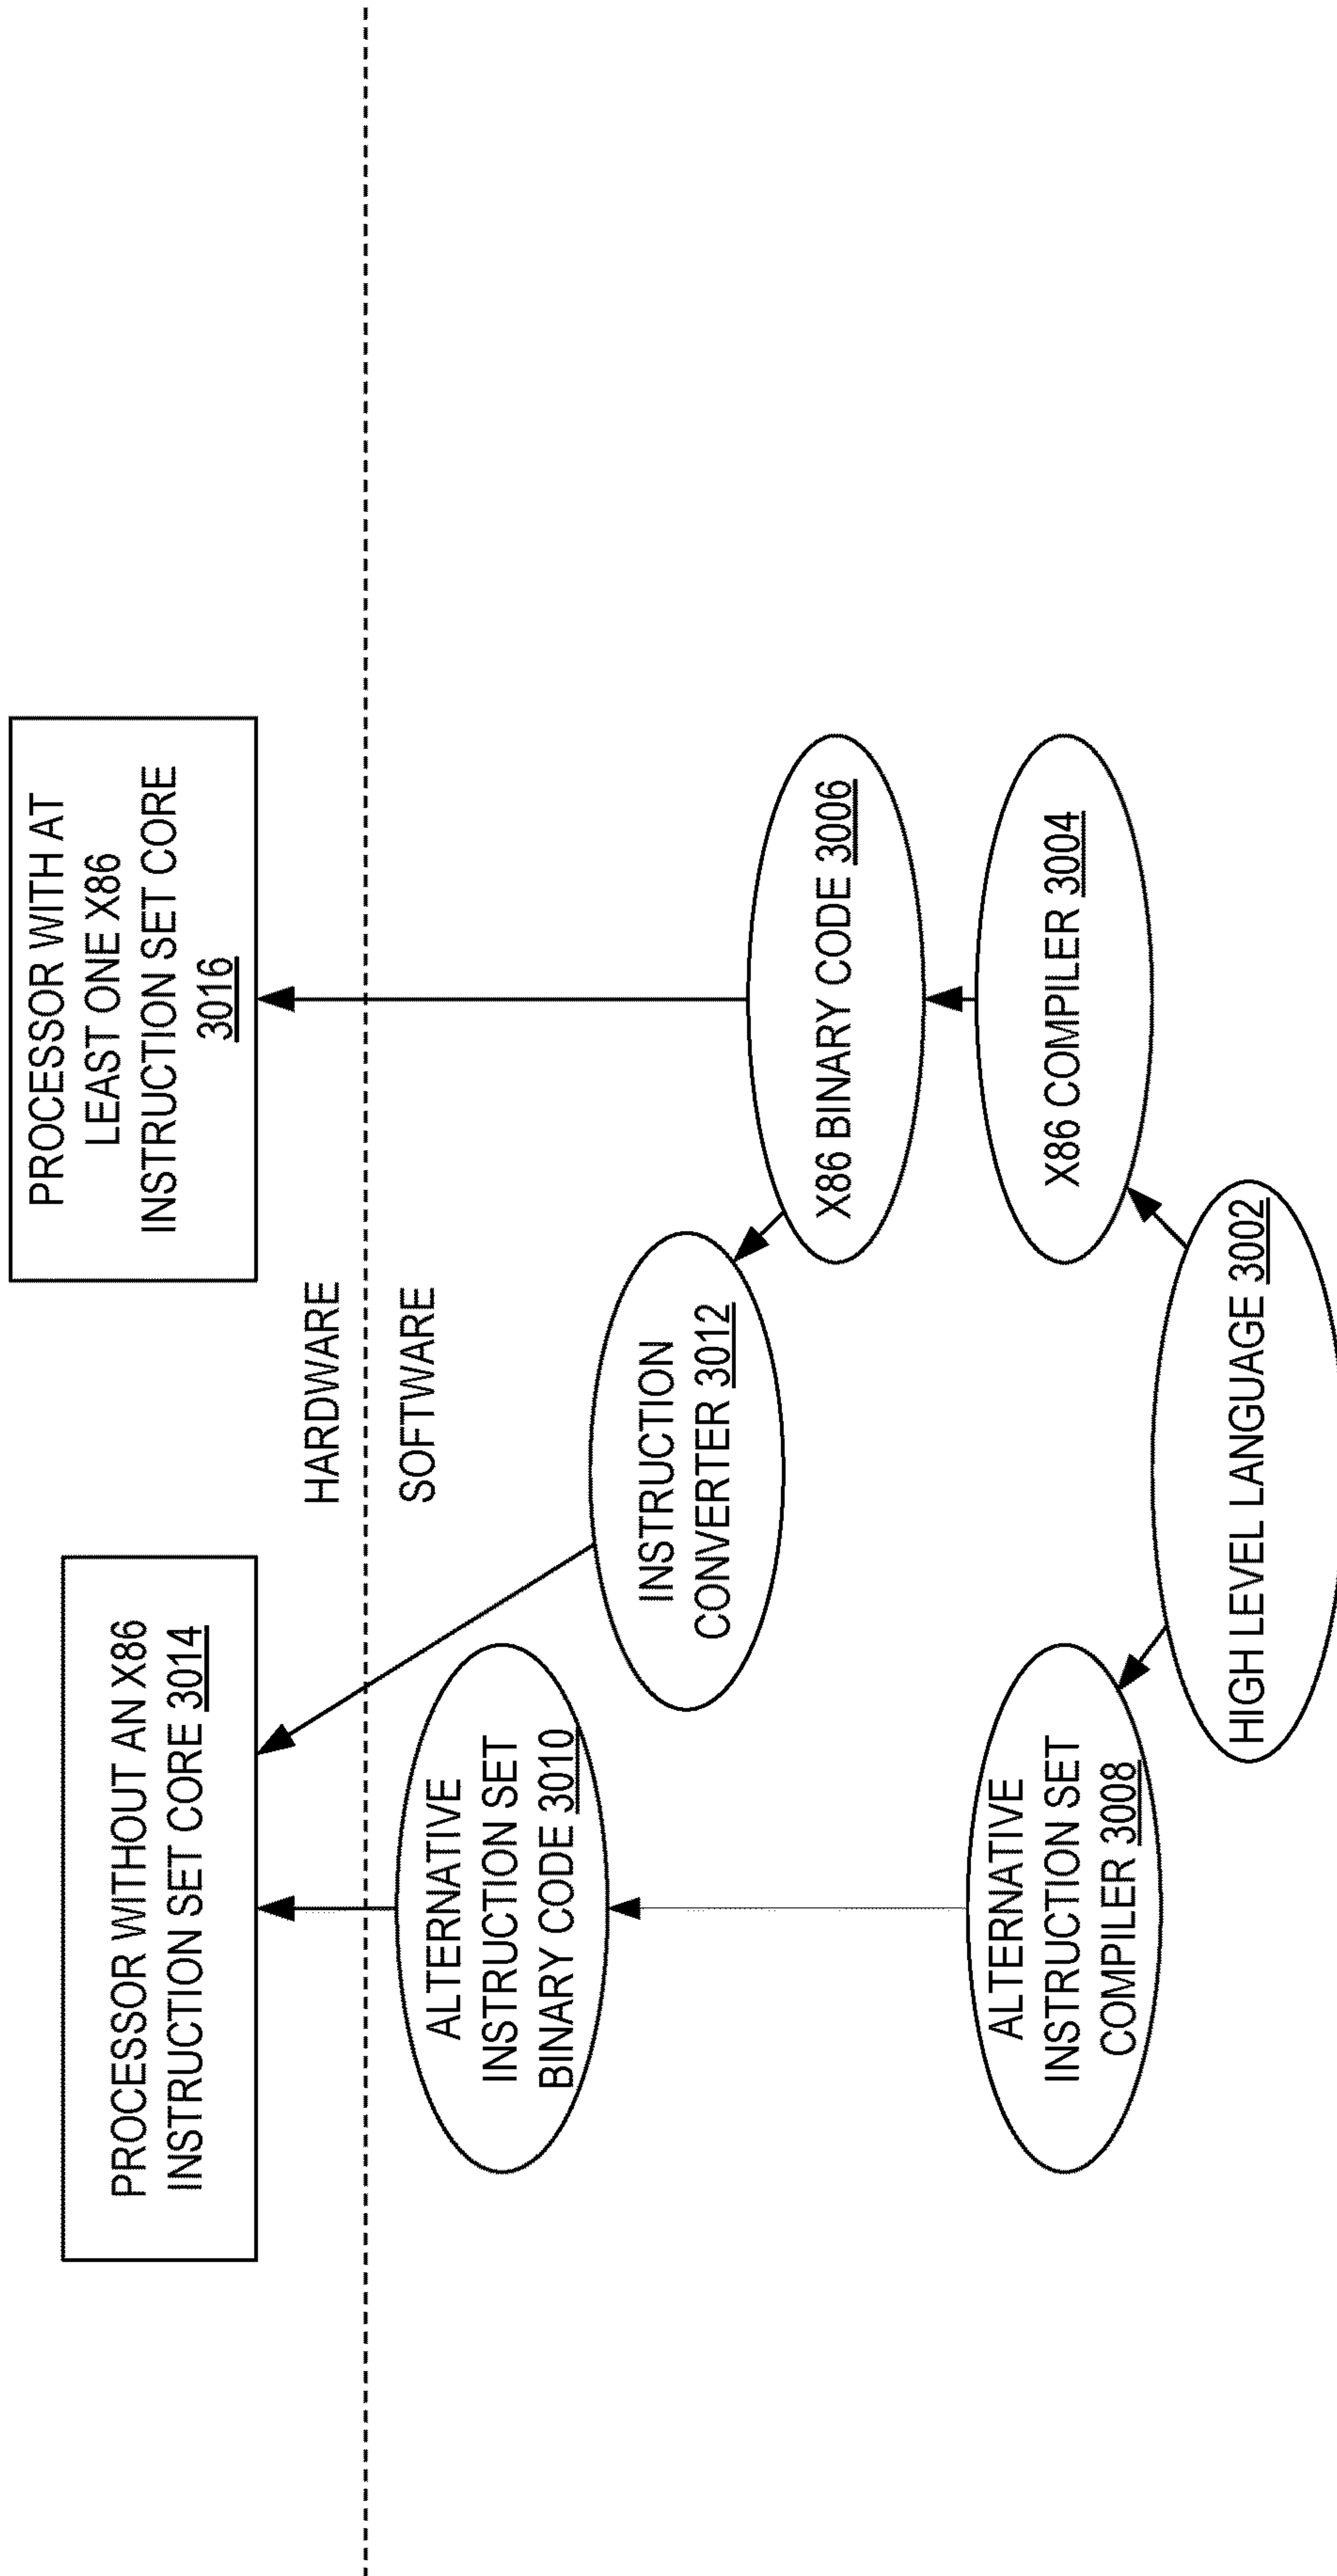 PROCESSOR WITHOUT AN X86
INSTRUCTION SET CORE 3014
PROCESSOR WITH AT
LEAST ONE X86
INSTRUCTION SET CORE
3016
HARDWARE
SOFTWARE
ALTERNATIVE
INSTRUCTION SET
BINARY CODE 3010
INSTRUCTION
CONVERTER 3012
X86 BINARY CODE 3006
ALTERNATIVE
INSTRUCTION SET
COMPILER 3008
X86 COMPILER 3004
HIGH LEVEL LANGUAGE 3002